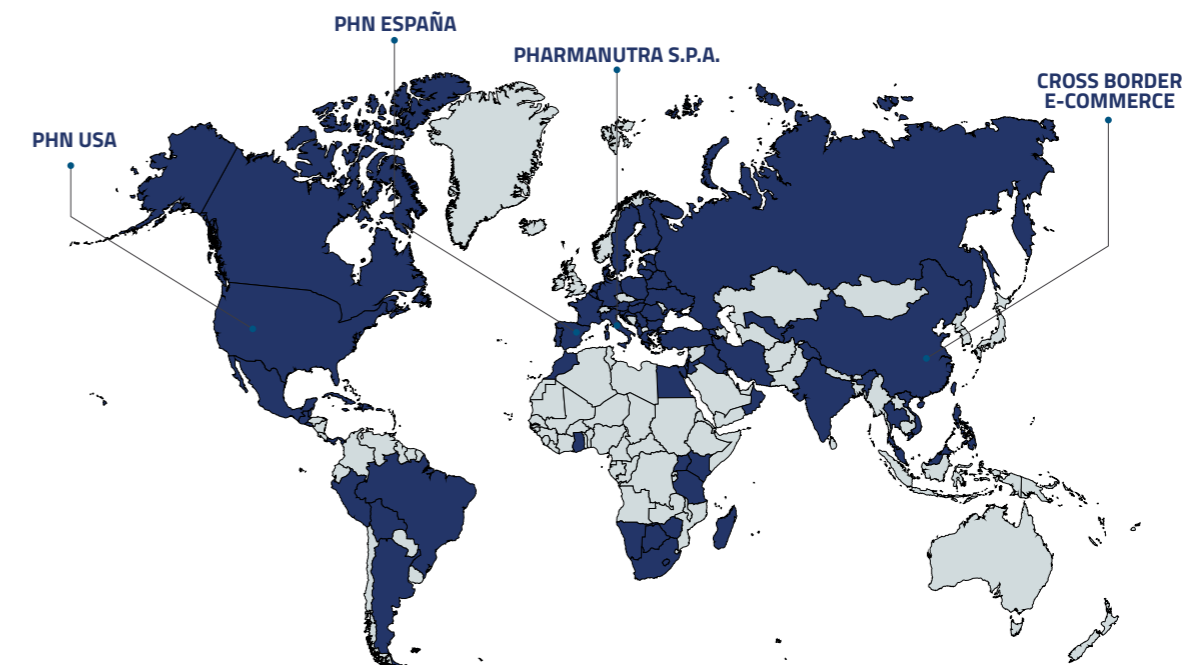 PHN ESPAÑA
PHARMANUTRA S.P.A.
CROSS BORDER
E-COMMERCE
PHN USA